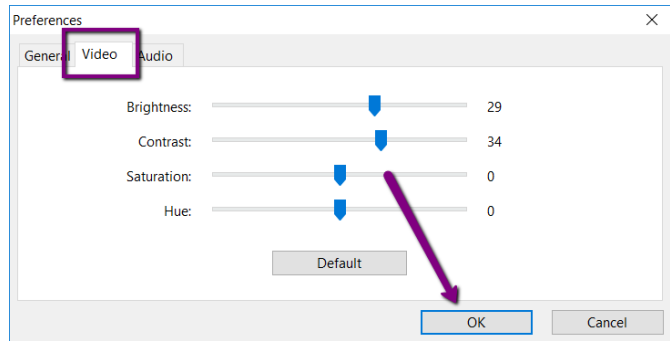 Preferences
General Video Audio
Brightness: 29
Contrast: 34
Saturation: 0
Hue: 0
Default
OK Cancel